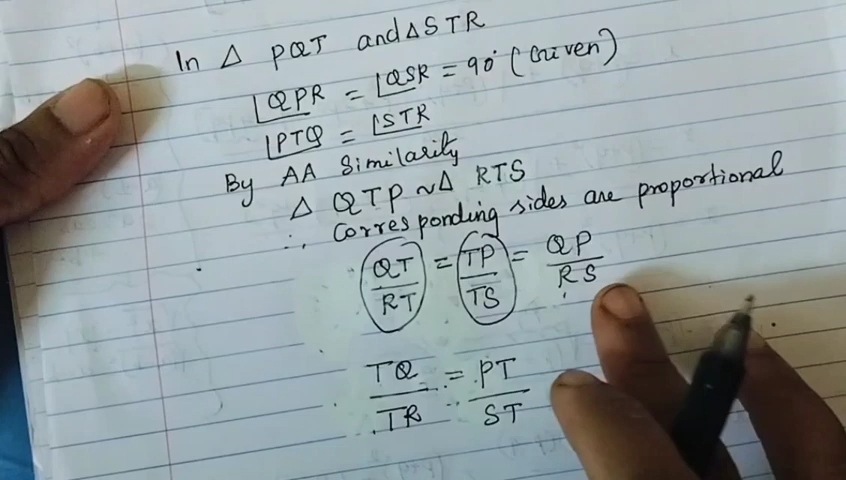 In Δ PQT and Δ STR
∠QPR = ∠QSR = 90° (Given)
∠PTQ = ∠STR
By AA Similarity
Δ QTP ~ Δ RTS
∴ Corresponding sides are proportional
QT/RT = TP/TS = QP/RS
TQ/TR = PT/ST